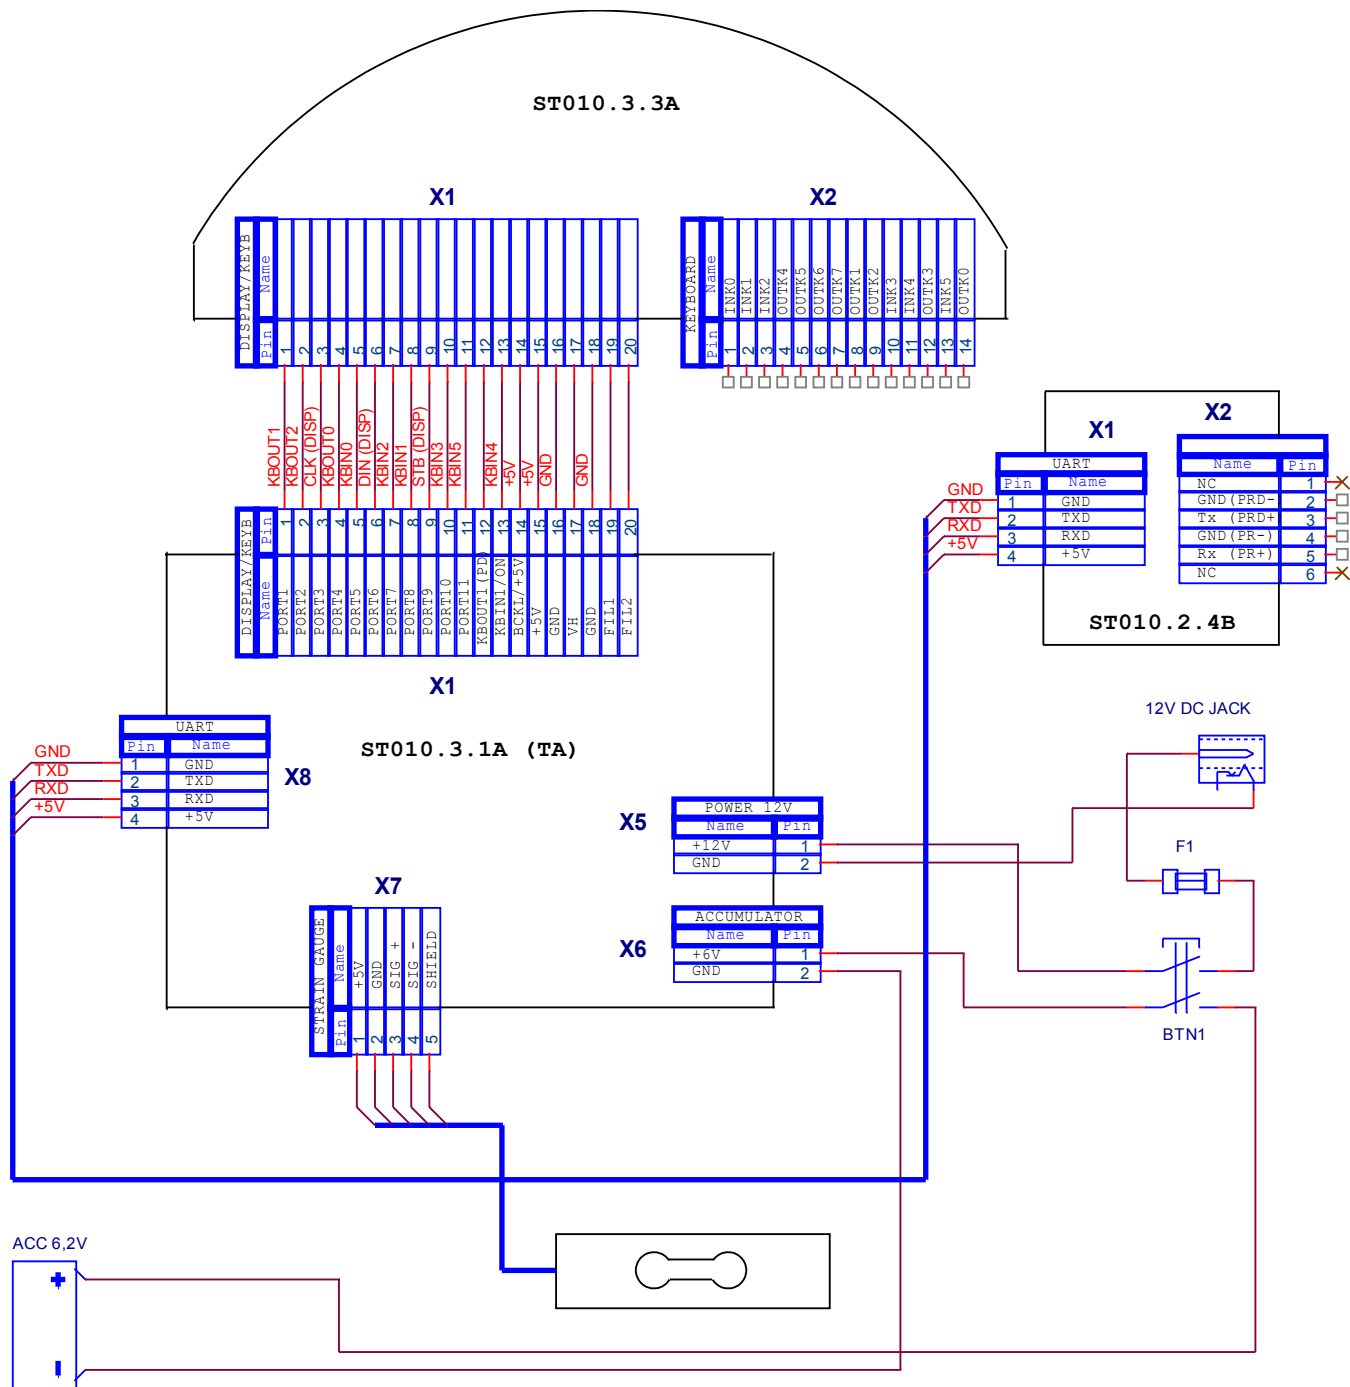 ST010.3.3A
X1
X2
DISPLAY/KEYB
Name
Pin
1 2 3 4 5 6 7 8 9 10 11 12 13 14 15 16 17 18 19 20
KEYBOARD
Name
INK0
INK1
INK2
OUTK4
OUTK5
OUTK6
OUTK7
OUTK1
OUTK2
INK3
INK4
OUTK3
INK5
OUTK0
Pin
1 2 3 4 5 6 7 8 9 10 11 12 13 14
KBOUT1
KBOUT2
CLK (DISP)
KBOUT0
KBIN0
DIN (DISP)
KBIN2
KBIN1
STB (DISP)
KBIN3
KBIN5
KBIN4
+5V
+5V
GND
GND
DISPLAY/KEYB
Pin
1 2 3 4 5 6 7 8 9 10 11 12 13 14 15 16 17 18 19 20
Name
PORT1
PORT2
PORT3
PORT4
PORT5
PORT6
PORT7
PORT8
PORT9
PORT10
PORT11
KBOUT1(PD)
KBIN1/ON
BCKL/+5V
+5V
GND
VH
GND
FIL1
FIL2
X1
X1
UART
Pin Name
GND 1 GND
TXD 2 TXD
RXD 3 RXD
+5V 4 +5V
X2
Name Pin
NC 1
GND(PRD- 2
Tx (PRD+ 3
GND(PR-) 4
Rx (PR+) 5
NC 6
ST010.2.4B
ST010.3.1A (TA)
UART
Pin Name
GND 1 GND
TXD 2 TXD
RXD 3 RXD
+5V 4 +5V
X8
12V DC JACK
X5
POWER 12V
Name Pin
+12V 1
GND 2
F1
X6
ACCUMULATOR
Name Pin
+6V 1
GND 2
BTN1
X7
STRAIN GAUGE
Name
+5V
GND
SIG +
SIG -
SHIELD
Pin
1 2 3 4 5
ACC 6,2V
+
-